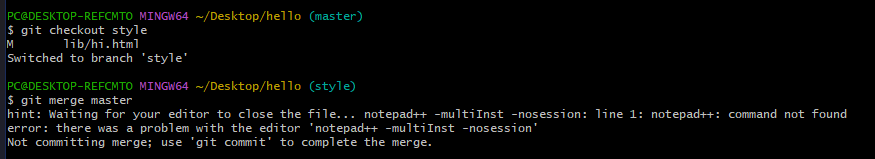 PC@DESKTOP-REFCMTO MINGW64 ~/Desktop/hello (master)
$ git checkout style
M       lib/hi.html
Switched to branch 'style'
PC@DESKTOP-REFCMTO MINGW64 ~/Desktop/hello (style)
$ git merge master
hint: Waiting for your editor to close the file... notepad++ -multiInst -nosession: line 1: notepad++: command not found
error: there was a problem with the editor 'notepad++ -multiInst -nosession'
Not committing merge; use 'git commit' to complete the merge.